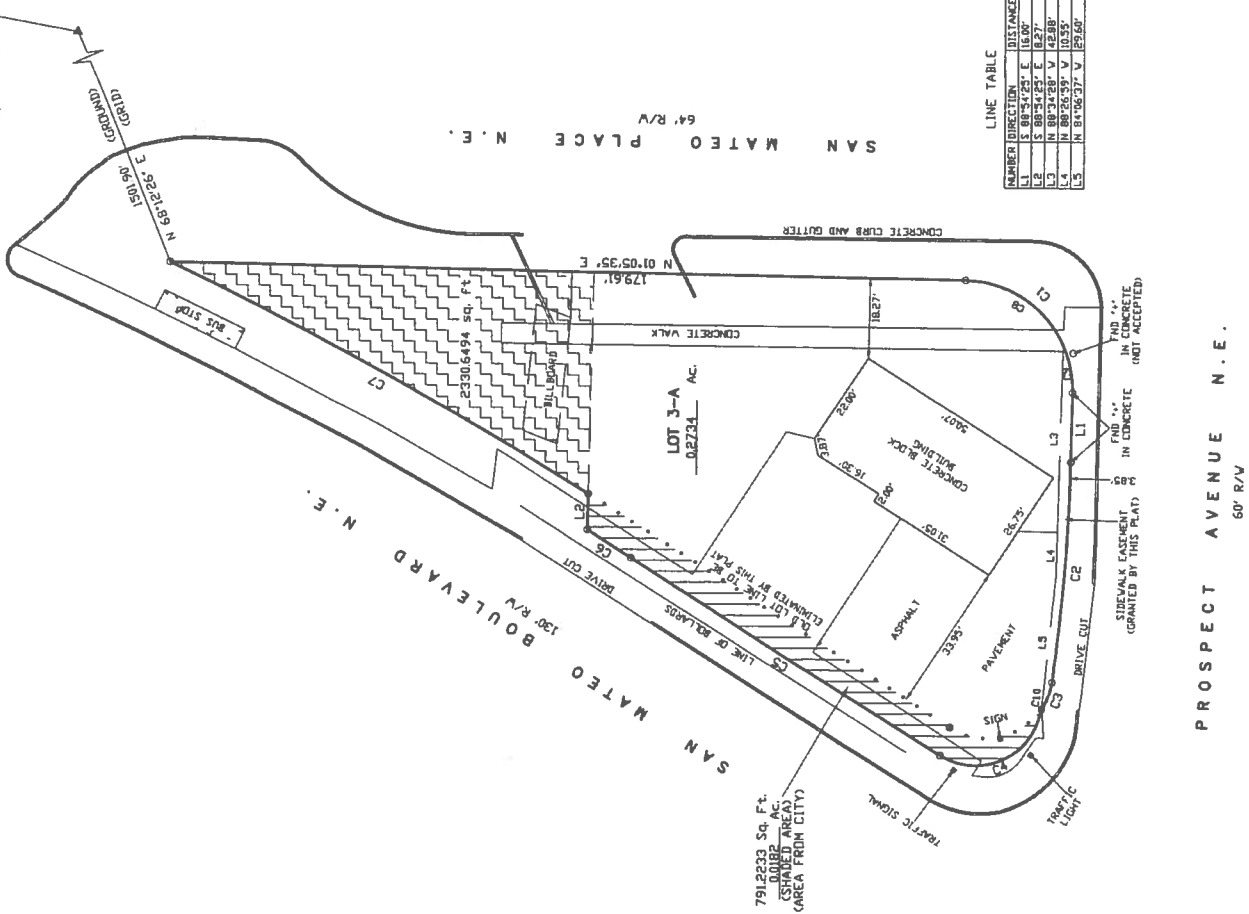 (GROUND)
(GRID)
1501.90'
N 68°12'26" E
SAN MATEO PLACE N.E.
64' R/W
LINE TABLE
NUMBER DIRECTION DISTANCE
L1 S 88°54'25" E 16.00'
L2 S 88°54'25" E 8.27'
L3 N 88°34'28" W 42.88'
L4 N 88°26'59" W 10.55'
L5 N 84°06'37" W 29.60'
BUS STOP
C7
2330.6494 sq. ft
N 01°05'35" E
179.61'
CONCRETE CURB AND GUTTER
BILLBOARD
CONCRETE WALK
C1
C8
LOT 3-A
0.2734 Ac.
18.27'
22.00'
3.87
16.30'
2.00'
31.05'
50.07'
26.75'
33.95'
CONCRETE BLOCK
BUILDING
FND "+"
IN CONCRETE
(NOT ACCEPTED)
FND "+"
IN CONCRETE
L1
L3
3.85'
SIDEWALK EASEMENT
(GRANTED BY THIS PLAT)
L2
C6
DRIVE CUT
OLD LOT LINE TO BE
ELIMINATED BY THIS PLAT
LINE OF BOLLARDS
C5
ASPHALT
PAVEMENT
L4
C2
L5
DRIVE CUT
C10
C3
SIGN
C4
SAN MATEO BOULEVARD N.E.
130' R/W
TRAFFIC SIGNAL
TRAFFIC
LIGHT
791.2233 Sq. Ft.
0.0182 Ac.
(SHADED AREA)
(AREA FROM CITY)
PROSPECT AVENUE N.E.
60' R/W